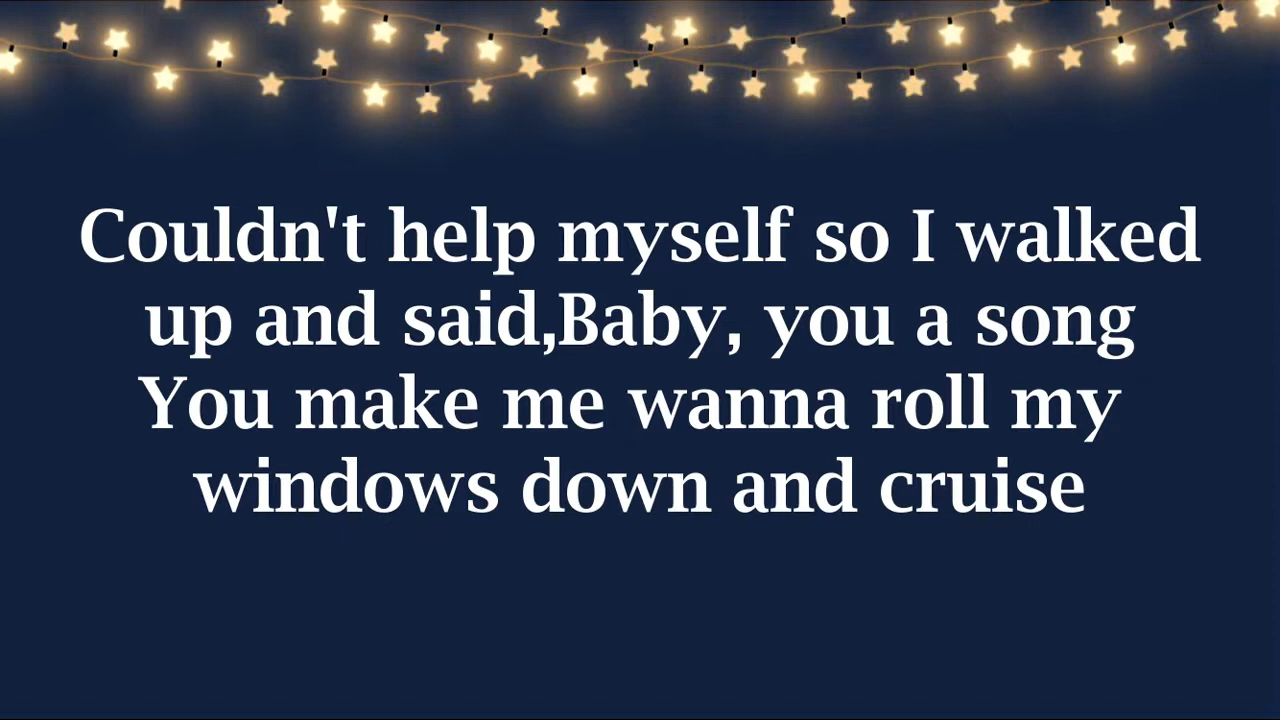 Couldn't help myself so I walked
up and said,Baby, you a song
You make me wanna roll my
windows down and cruise